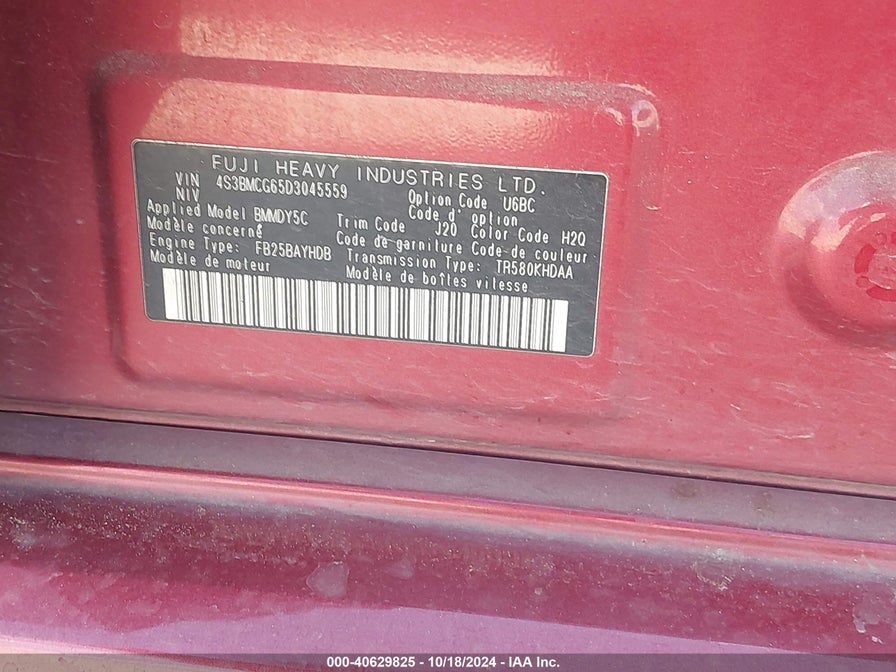 FUJI HEAVY INDUSTRIES LTD.
VIN 4S3BMCG65D3045559 Option Code U6BC
NIV Code d' option
Applied Model BMMDY5C Trim Code J20 Color Code H2Q
Modèle concerné Code de garniture Code de couleur
Engine Type: FB25BAYHDB Transmission Type: TR580KHDAA
Modèle de moteur Modèle de boîtes vitesse
000-40629825 - 10/18/2024 - IAA Inc.